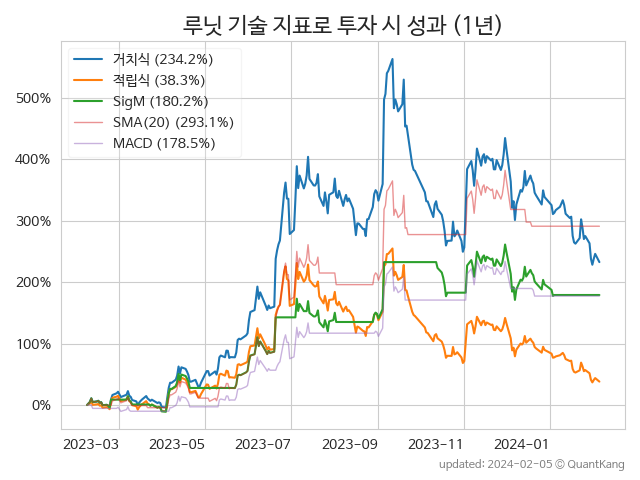 루닛 기술 지표로 투자 시 성과 (1년)
거치식 (234.2%)
적립식 (38.3%)
SigM (180.2%)
SMA(20) (293.1%)
MACD (178.5%)
500%
400%
300%
200%
100%
0%
2023-03 2023-05 2023-07 2023-09 2023-11 2024-01
updated: 2024-02-05 © QuantKang